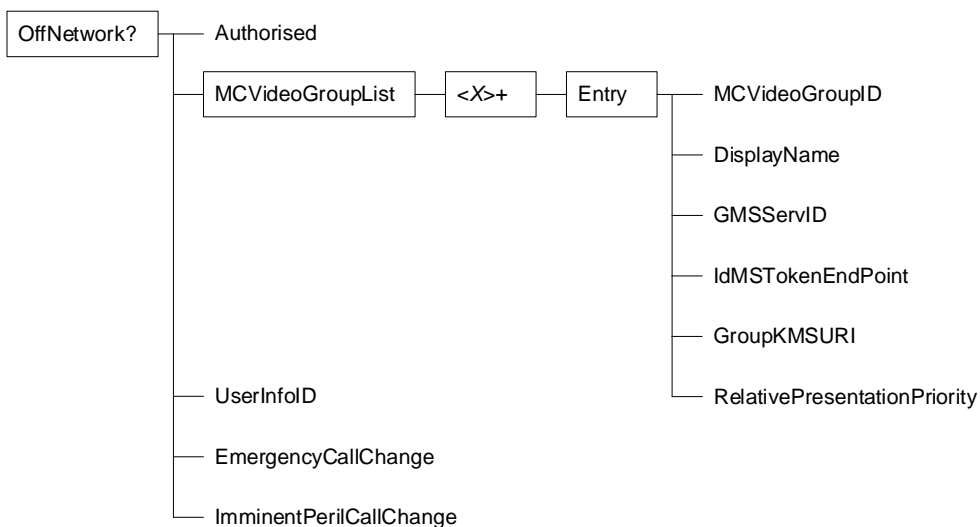 OffNetwork?
Authorised
MCVideoGroupList
<X>+
Entry
MCVideoGroupID
DisplayName
GMSServID
IdMSTokenEndPoint
GroupKMSURI
RelativePresentationPriority
UserInfoID
EmergencyCallChange
ImminentPerilCallChange